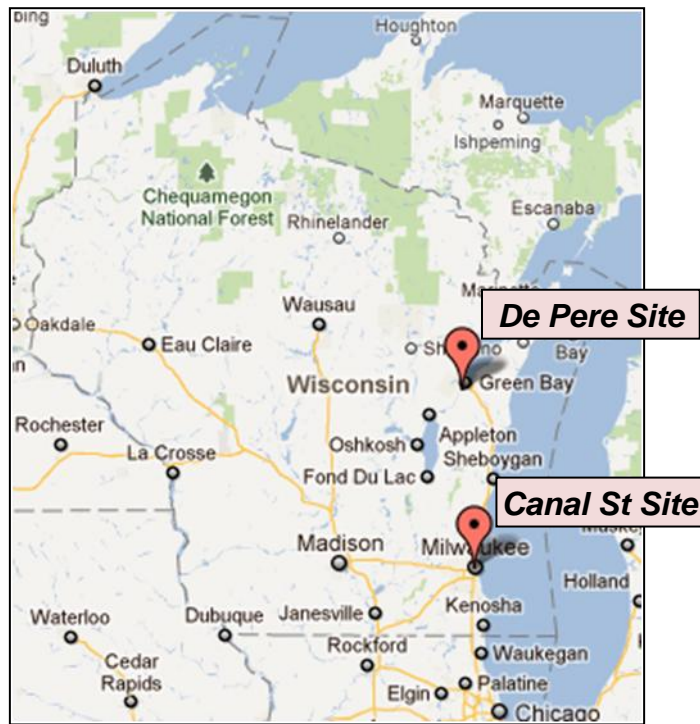 bing
Houghton
Duluth
Marquette
Ishpeming
Chequamegon
National Forest
Escanaba
Rhinelander
De Pere Site
Wausau
Oakdale
Eau Claire
Bay
Wisconsin
Green Bay
Rochester
Appleton
Oshkosh
La Crosse
Sheboygan
Fond Du Lac
Canal St Site
Madison
Milwaukee
Holland
Waterloo
Dubuque
Janesville
Kenosha
Rockford
Waukegan
Cedar
Rapids
Elgin
Palatine
Chicago